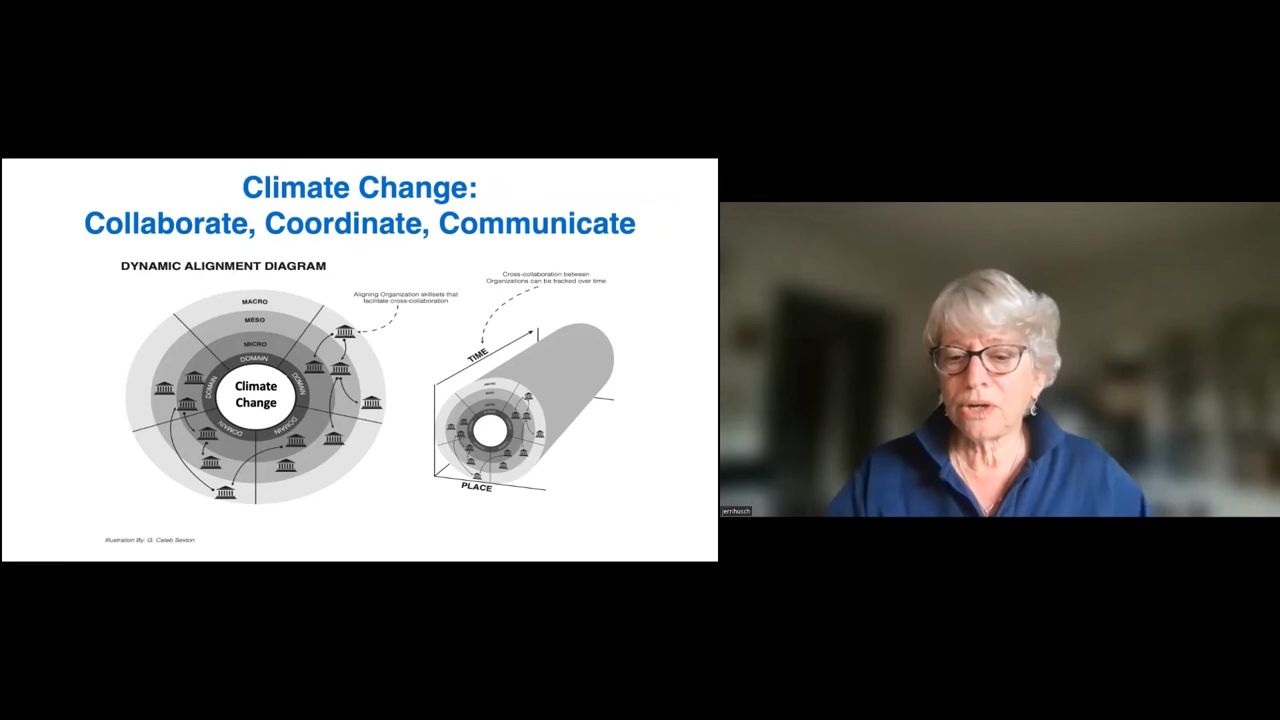 Climate Change:
Collaborate, Coordinate, Communicate
DYNAMIC ALIGNMENT DIAGRAM
Aligning Organization skillsets that
facilitate cross-collaboration
MACRO
MESO
MICRO
DOMAIN
DOMAIN
DOMAIN
DOMAIN
DOMAIN
Climate
Change
Cross-collaboration between
Organizations can be tracked over time
TIME
MACRO
MESO
PLACE
Illustration By: G. Caleb Sexton
jerrihusch